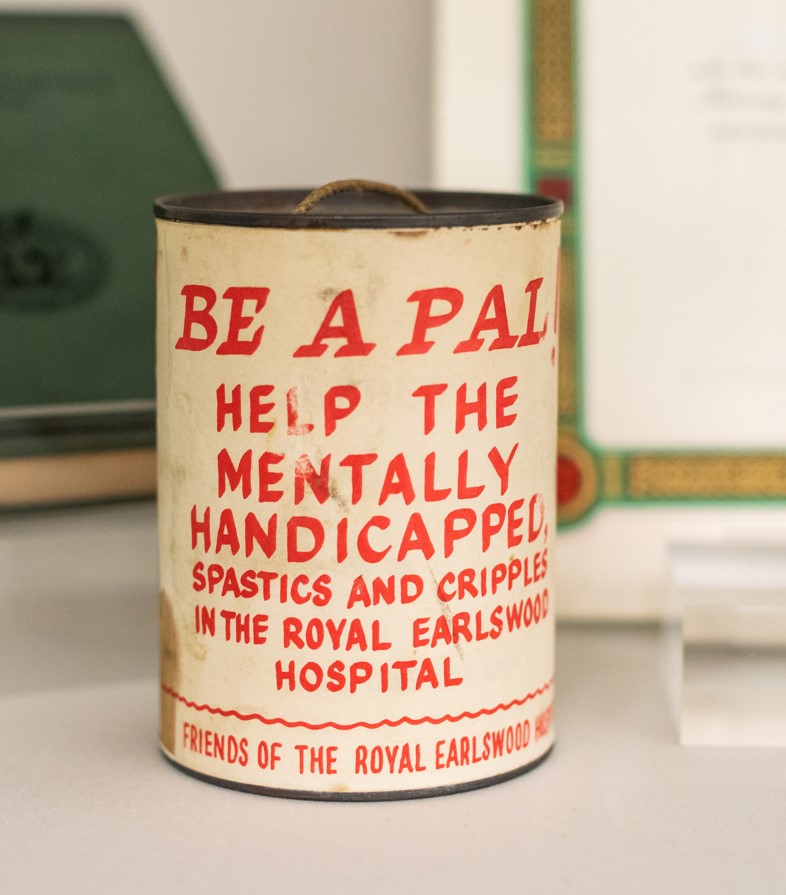 BE A PAL!
HELP THE
MENTALLY
HANDICAPPED,
SPASTICS AND CRIPPLES
IN THE ROYAL EARLSWOOD
HOSPITAL
FRIENDS OF THE ROYAL EARLSWOOD